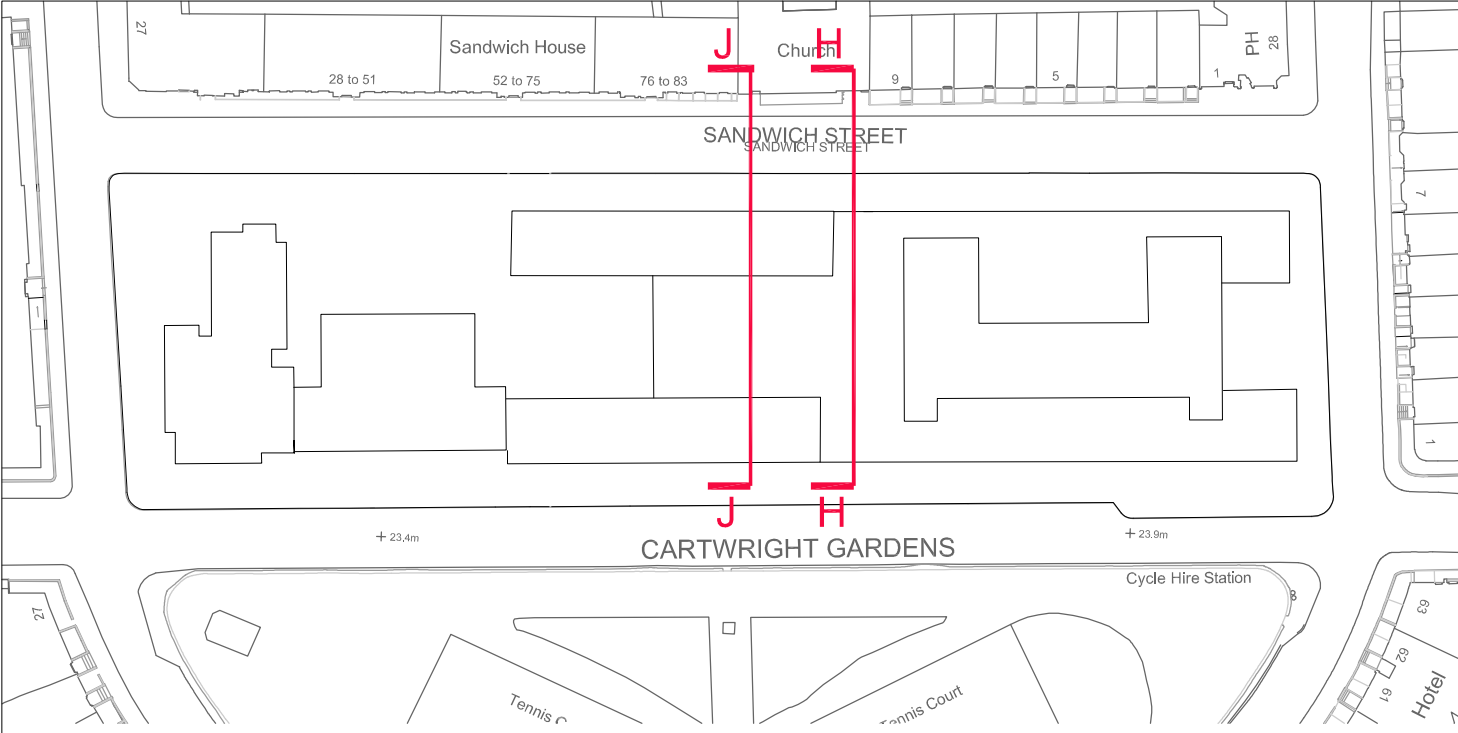 27
Sandwich House
28 to 51
52 to 75
76 to 83
J
H
Church
9
5
1
PH
28
SANDWICH STREET
SANDWICH STREET
7
1
J
H
23.4m
23.9m
CARTWRIGHT GARDENS
Cycle Hire Station
8
27
63
62
61
Hotel
Tennis C
Tennis Court